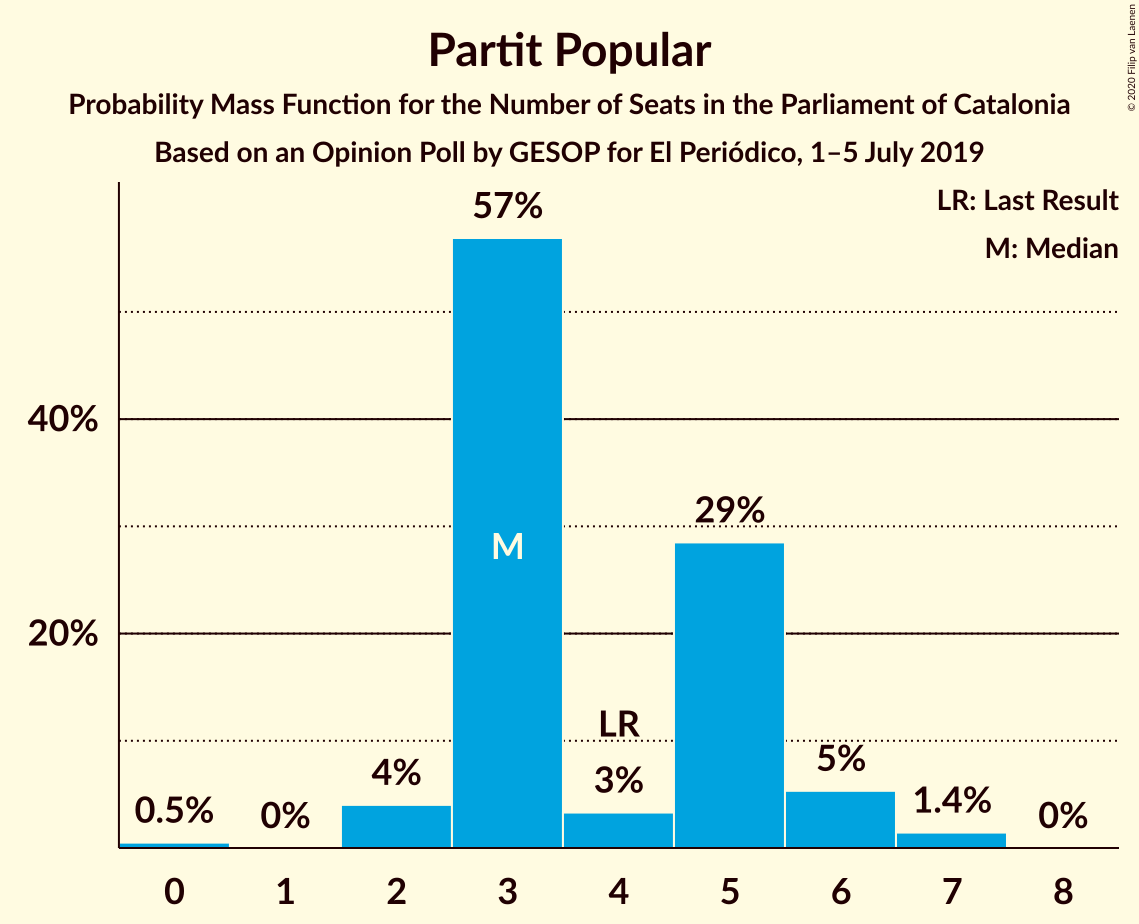 Partit Popular
Probability Mass Function for the Number of Seats in the Parliament of Catalonia
Based on an Opinion Poll by GESOP for El Periódico, 1–5 July 2019
© 2020 Filip van Laenen
LR: Last Result
M: Median
57%
40%
29%
M
20%
LR
4%
3%
5%
0.5%
0%
1.4%
0%
0 1 2 3 4 5 6 7 8